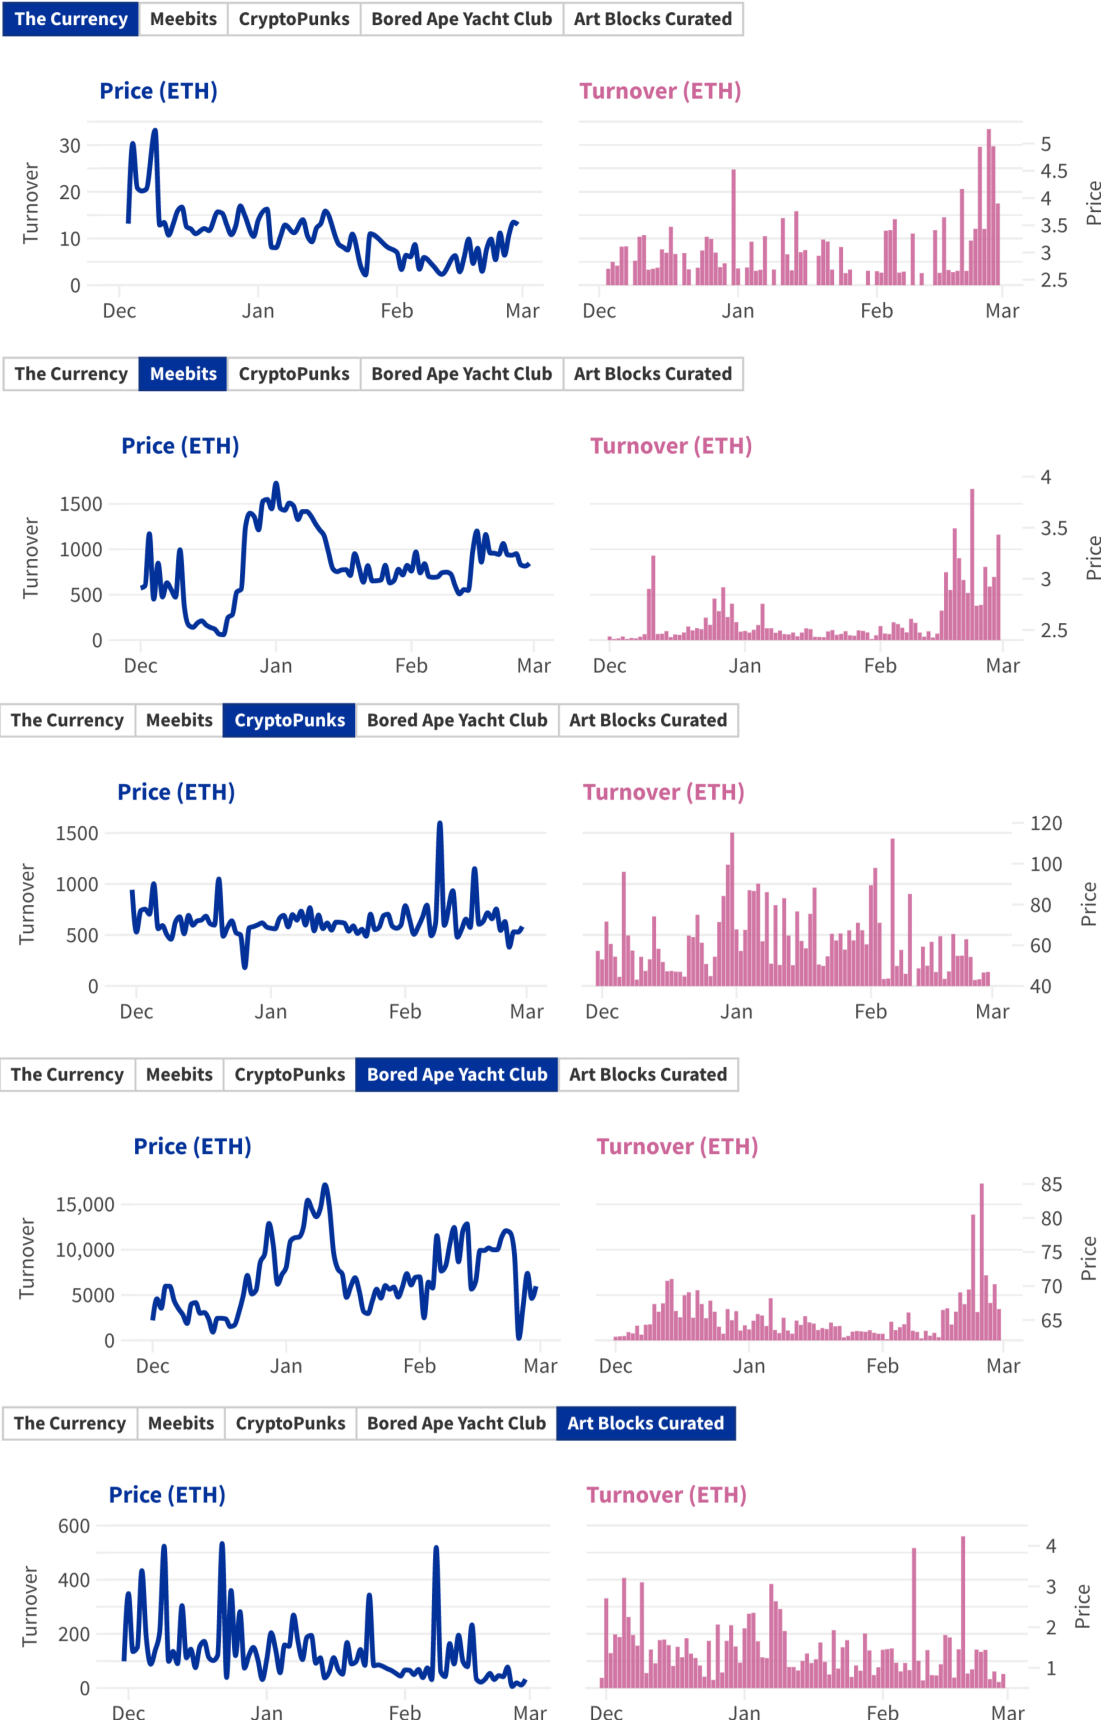 The Currency Meebits CryptoPunks Bored Ape Yacht Club Art Blocks Curated
Price (ETH) Turnover (ETH)
Turnover
30
20
10
0
Dec Jan Feb Mar
5
4.5
4
3.5
3
2.5
Price
Dec Jan Feb Mar
The Currency Meebits CryptoPunks Bored Ape Yacht Club Art Blocks Curated
Price (ETH) Turnover (ETH)
Turnover
1500
1000
500
0
Dec Jan Feb Mar
4
3.5
3
2.5
Price
Dec Jan Feb Mar
The Currency Meebits CryptoPunks Bored Ape Yacht Club Art Blocks Curated
Price (ETH) Turnover (ETH)
Turnover
1500
1000
500
0
Dec Jan Feb Mar
120
100
80
60
40
Price
Dec Jan Feb Mar
The Currency Meebits CryptoPunks Bored Ape Yacht Club Art Blocks Curated
Price (ETH) Turnover (ETH)
Turnover
15,000
10,000
5000
0
Dec Jan Feb Mar
85
80
75
70
65
Price
Dec Jan Feb Mar
The Currency Meebits CryptoPunks Bored Ape Yacht Club Art Blocks Curated
Price (ETH) Turnover (ETH)
Turnover
600
400
200
0
Dec Jan Feb Mar
4
3
2
1
Price
Dec Jan Feb Mar